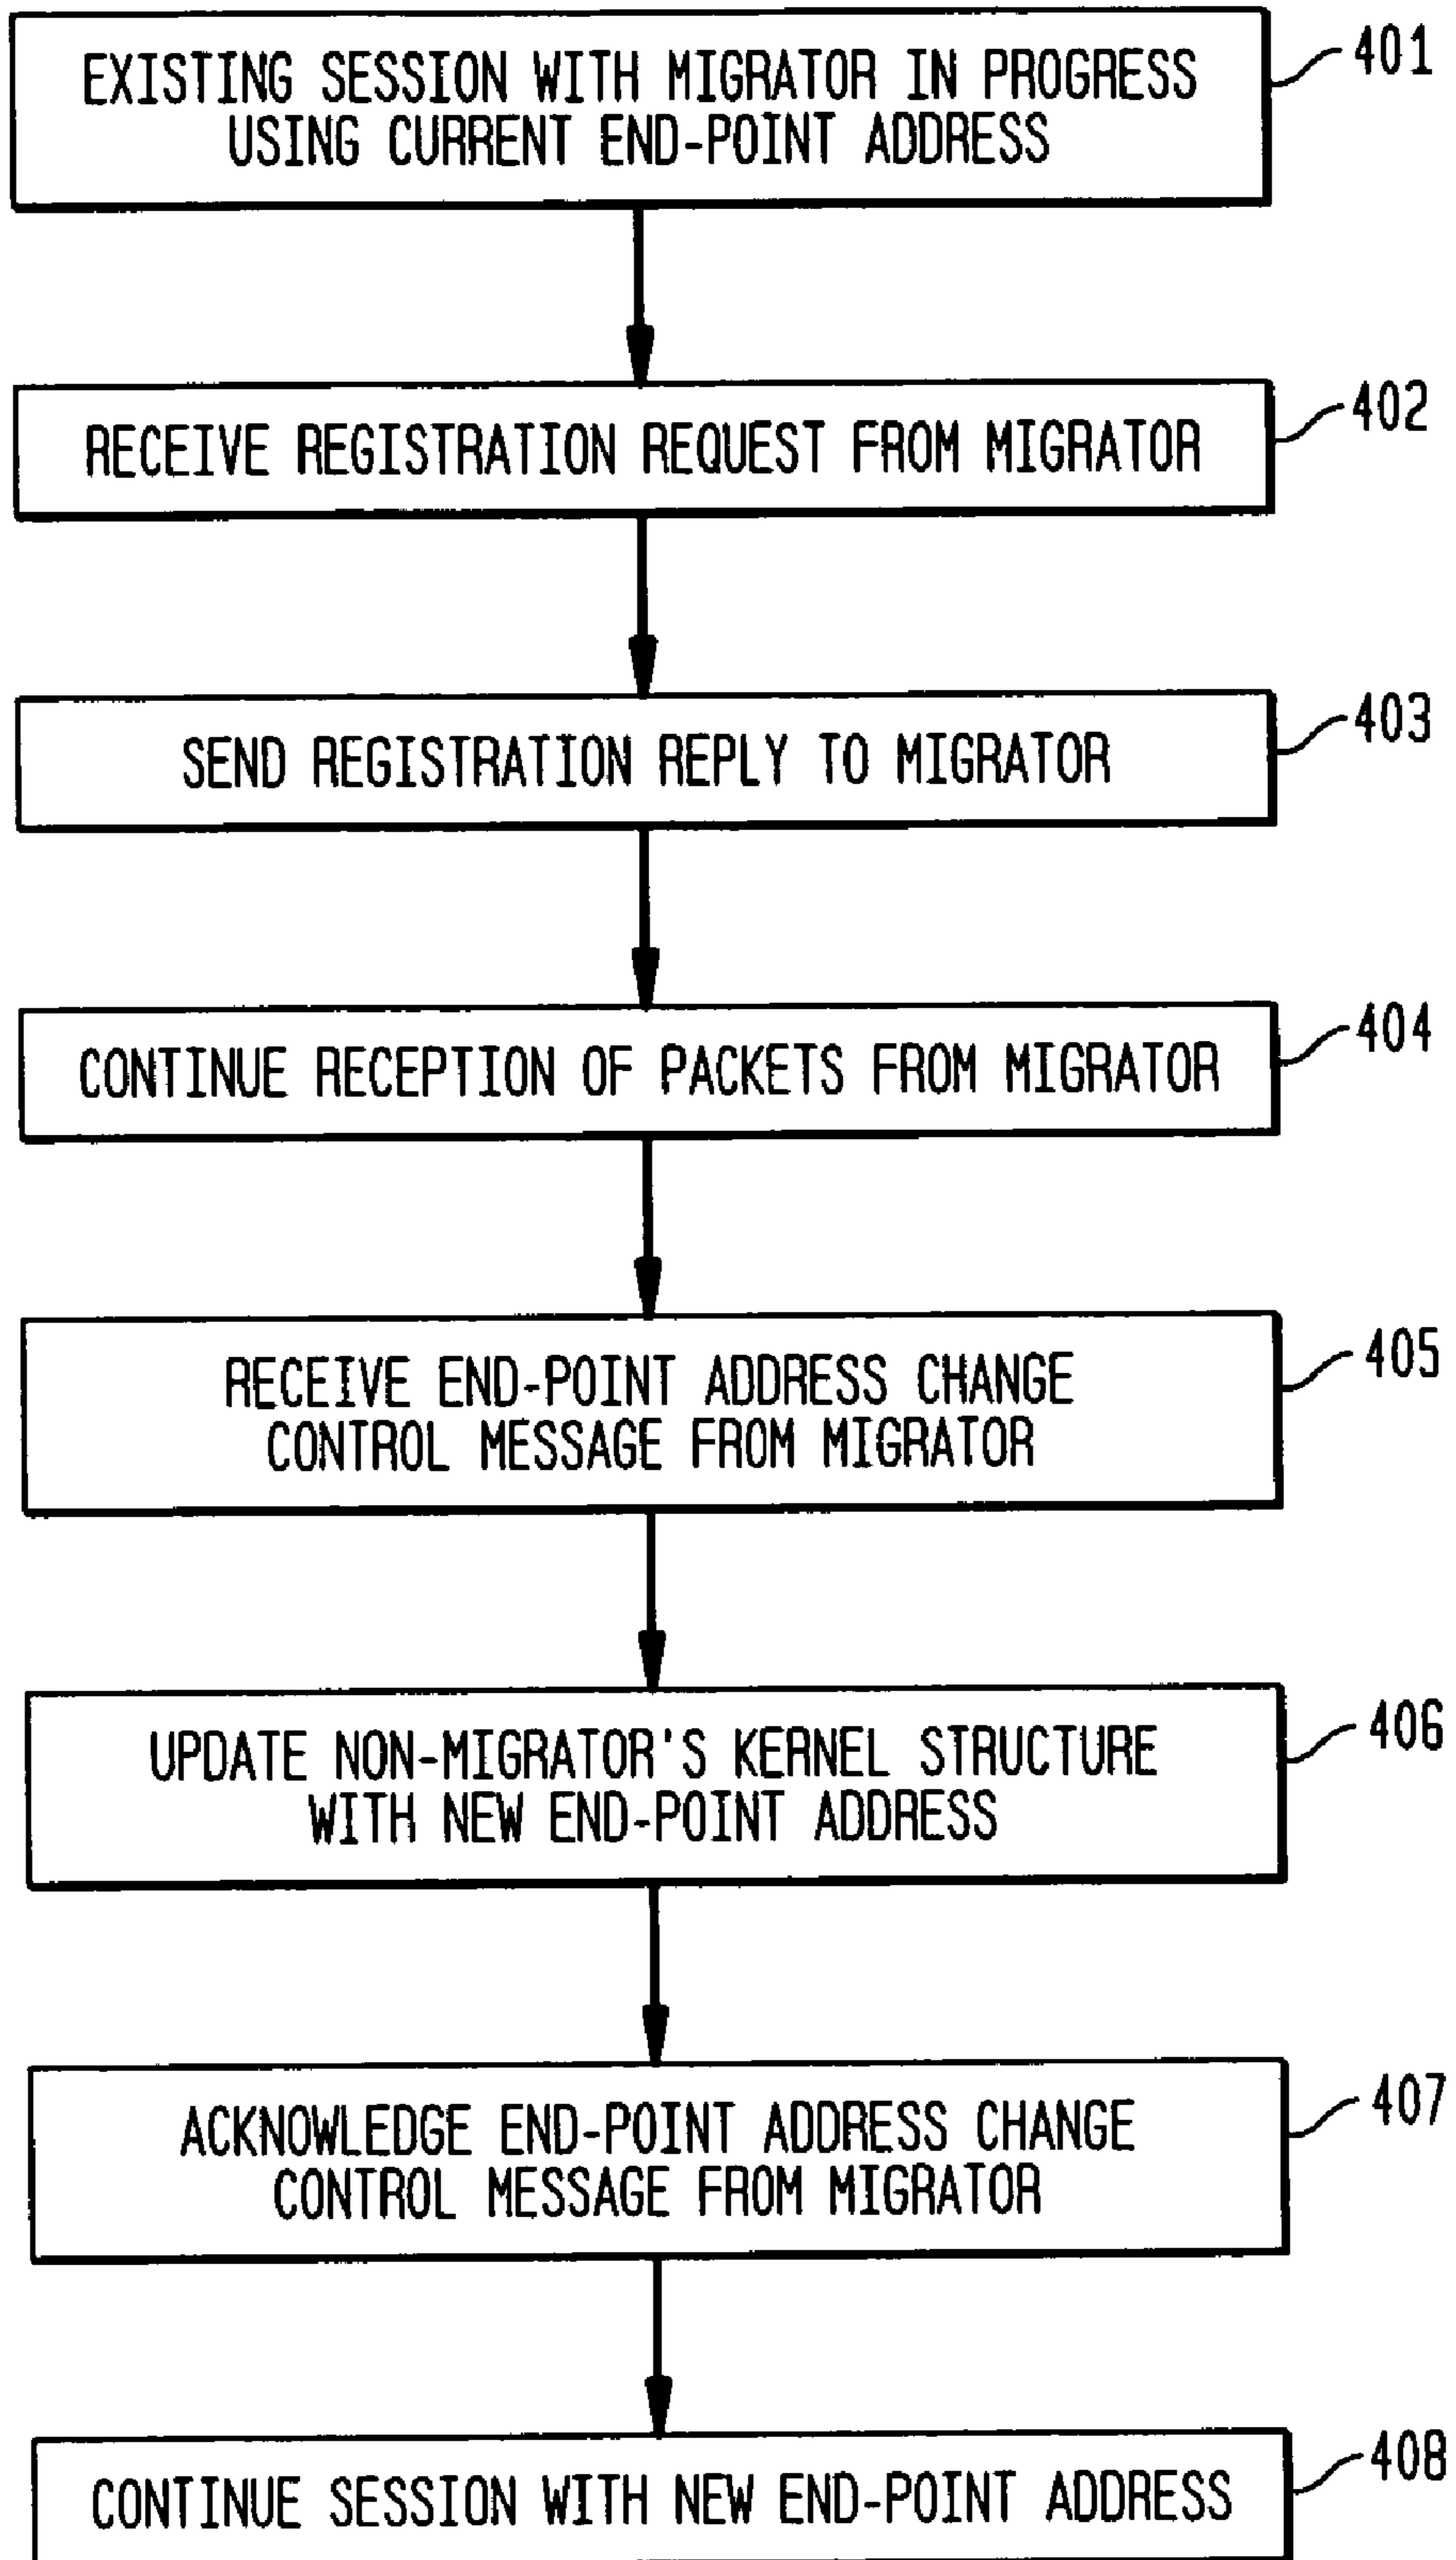 EXISTING SESSION WITH MIGRATOR IN PROGRESS
USING CURRENT END-POINT ADDRESS
401
RECEIVE REGISTRATION REQUEST FROM MIGRATOR
402
SEND REGISTRATION REPLY TO MIGRATOR
403
CONTINUE RECEPTION OF PACKETS FROM MIGRATOR
404
RECEIVE END-POINT ADDRESS CHANGE
CONTROL MESSAGE FROM MIGRATOR
405
UPDATE NON-MIGRATOR'S KERNEL STRUCTURE
WITH NEW END-POINT ADDRESS
406
ACKNOWLEDGE END-POINT ADDRESS CHANGE
CONTROL MESSAGE FROM MIGRATOR
407
CONTINUE SESSION WITH NEW END-POINT ADDRESS
408